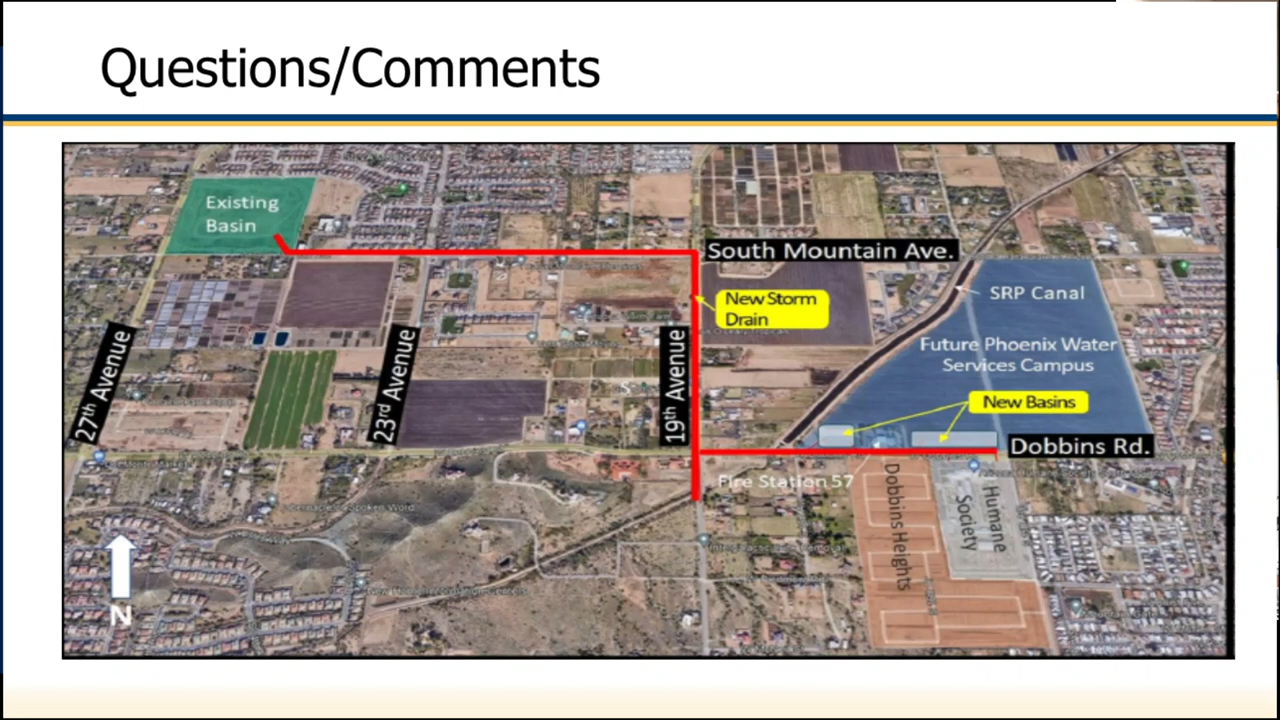 Questions/Comments
Existing
Basin
South Mountain Ave.
SRP Canal
New Storm
Drain
27th Avenue
23rd Avenue
19th Avenue
Future Phoenix Water
Services Campus
New Basins
Dobbins Rd.
Fire Station 57
Dobbins Heights
Humane
Society
N